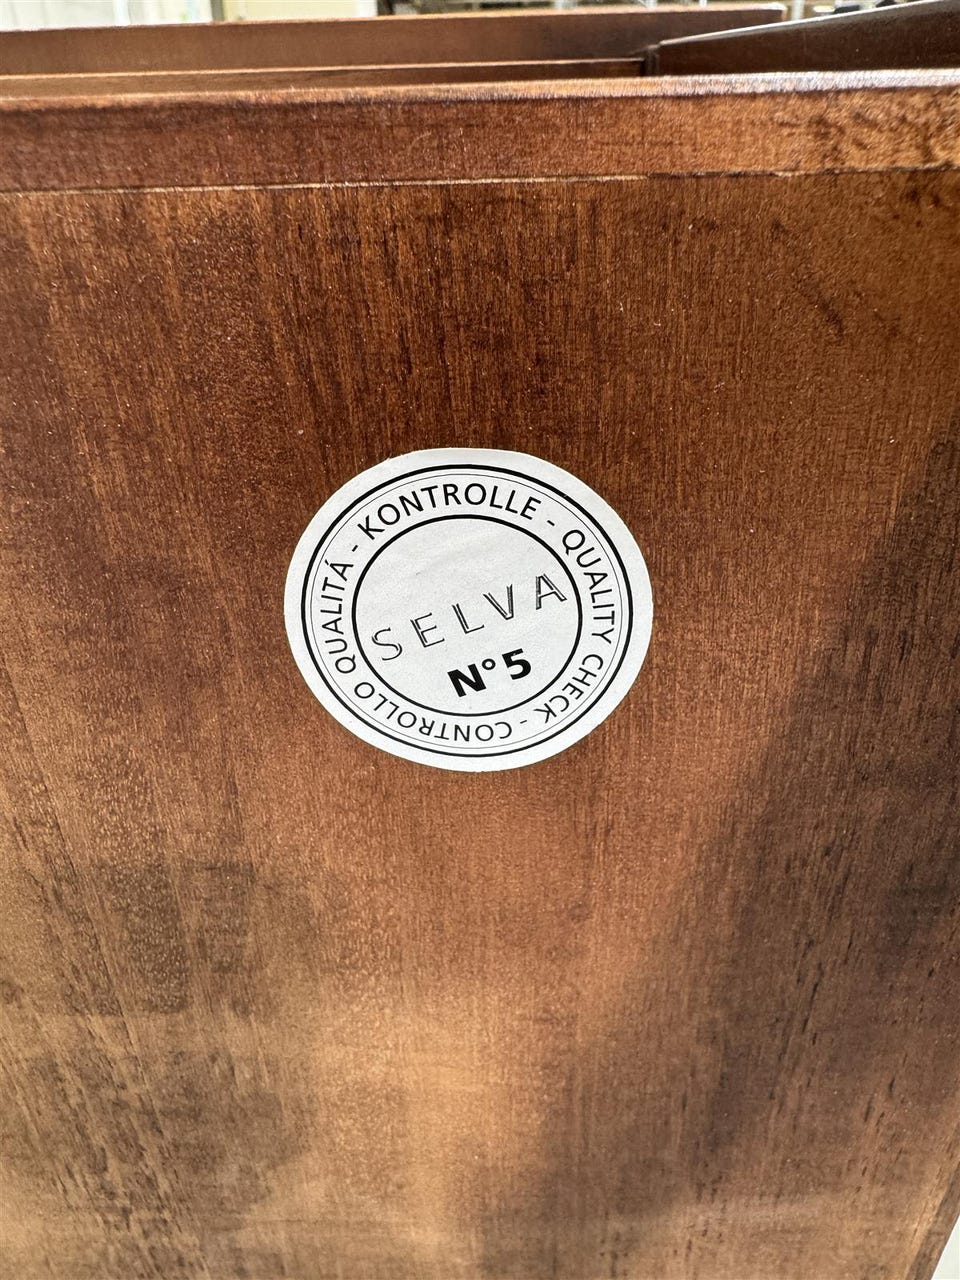 KONTROLLE - QUALITY CHECK - CONTROLLO QUALITÁ -
SELVA
N°5